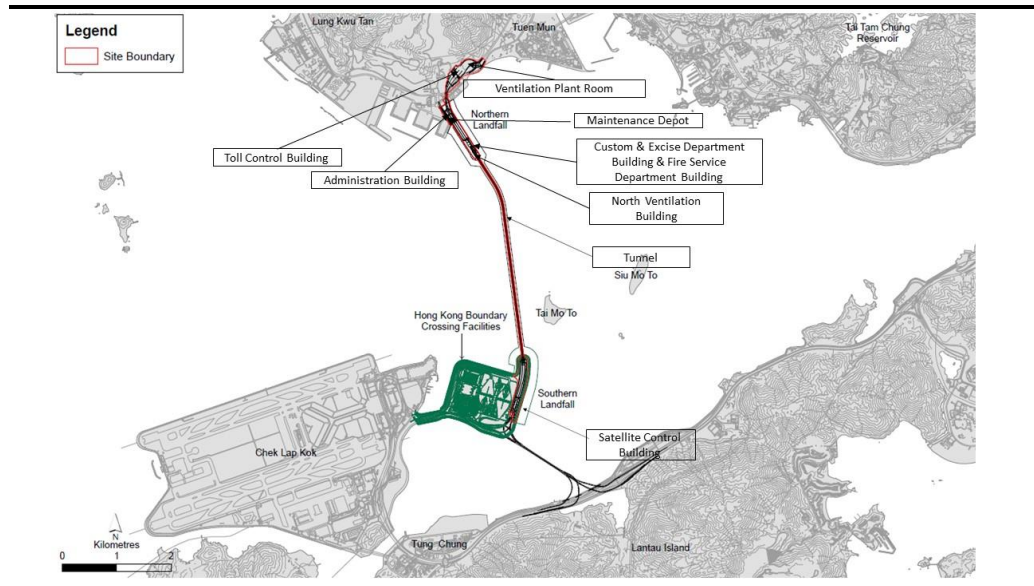 Legend
Site Boundary
Lung Kwu Tan
Tuen Mun
Tai Tam Chung
Reservoir
Ventilation Plant Room
Northern
Landfall
Maintenance Depot
Toll Control Building
Custom & Excise Department
Building & Fire Service
Department Building
Administration Building
North Ventilation
Building
Tunnel
Siu Mo To
Tai Mo To
Hong Kong Boundary
Crossing Facilities
Southern
Landfall
Satellite Control
Building
Chek Lap Kok
N
Kilometres
0 1 2
Tung Chung
Lantau Island